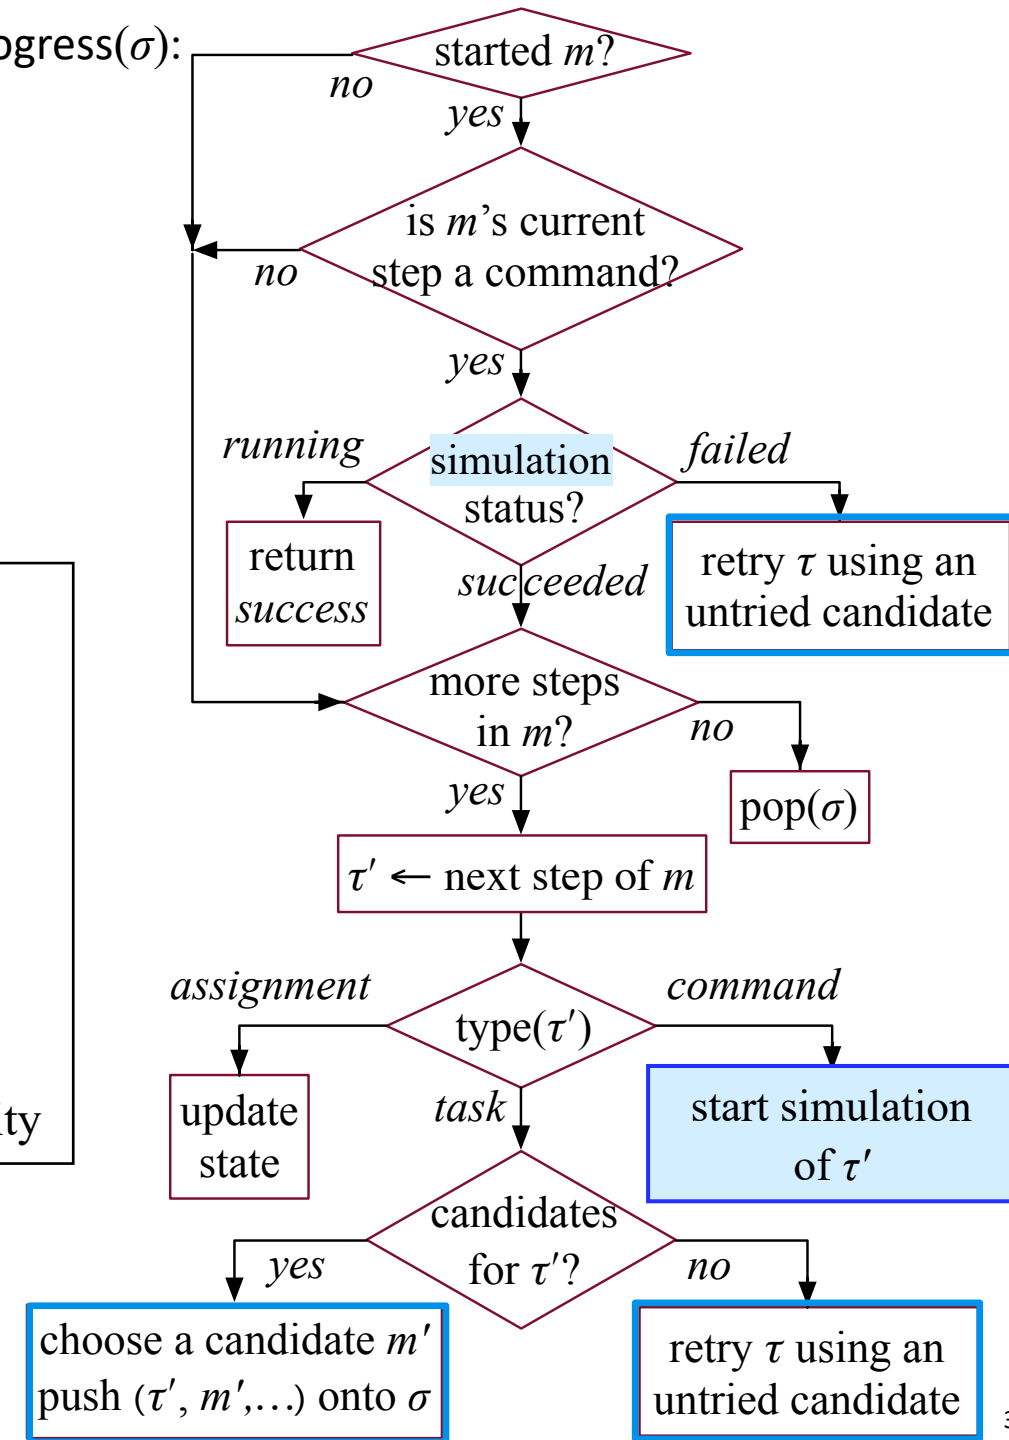 ogress(σ):
started m?
no
yes
is m’s current
step a command?
no
yes
running
simulation
status?
failed
return
success
succeeded
retry τ using an
untried candidate
more steps
in m?
no
yes
pop(σ)
τ′ ← next step of m
assignment
type(τ′)
command
update
state
task
start simulation
of τ′
ity
candidates
for τ′?
yes
no
choose a candidate m′
push (τ′, m′,…) onto σ
retry τ using an
untried candidate
3